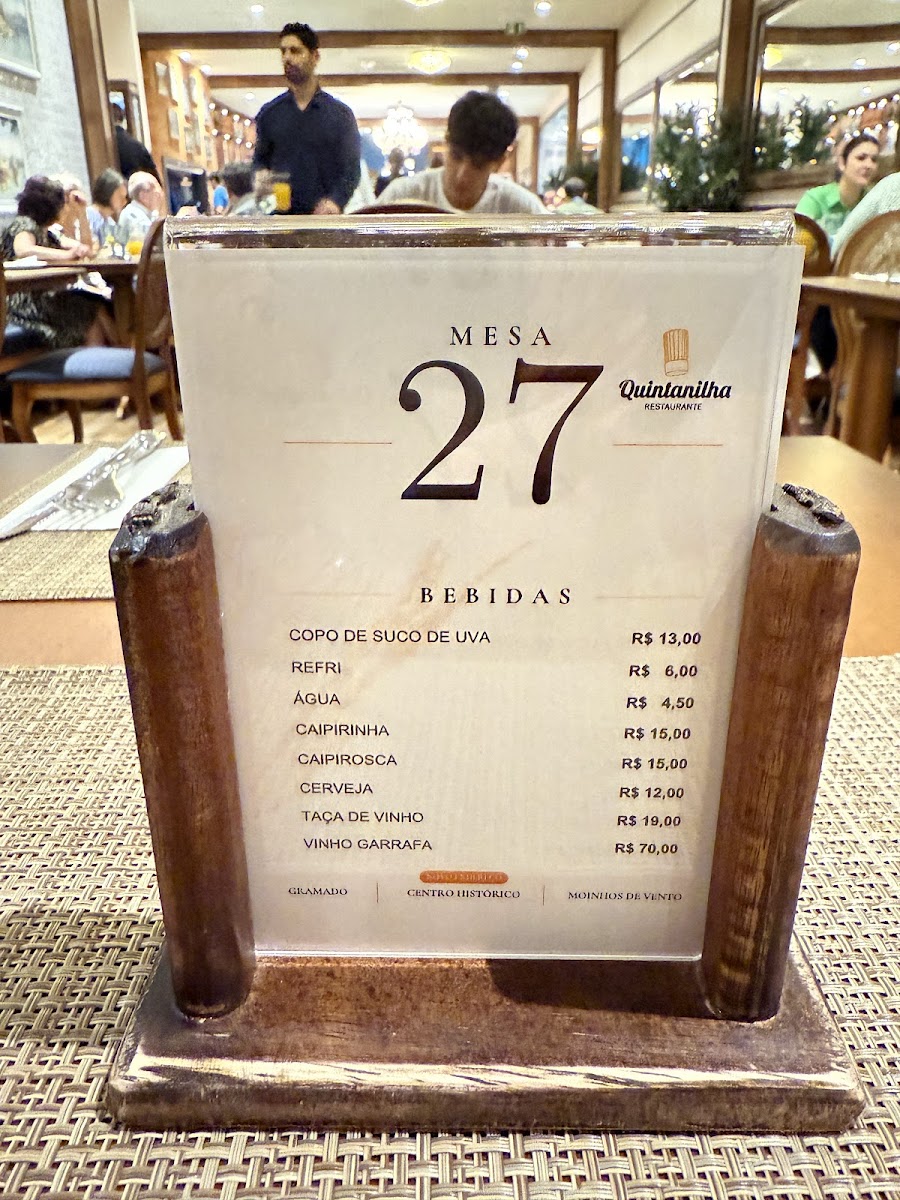 MESA
27
Quintanilha
RESTAURANTE
BEBIDAS
COPO DE SUCO DE UVA R$ 13,00
REFRI R$ 6,00
ÁGUA R$ 4,50
CAIPIRINHA R$ 15,00
CAIPIROSCA R$ 15,00
CERVEJA R$ 12,00
TAÇA DE VINHO R$ 19,00
VINHO GARRAFA R$ 70,00
NOVO ENDEREÇO
GRAMADO CENTRO HISTÓRICO MOINHOS DE VENTO